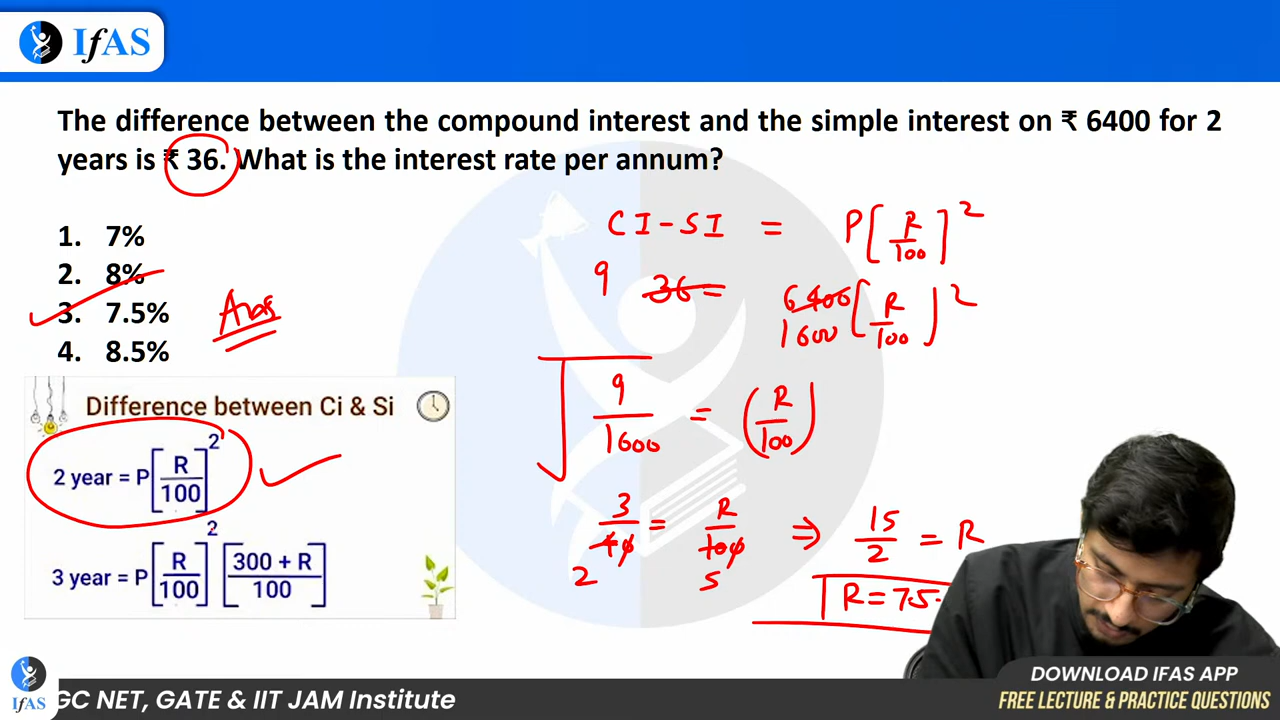 IfAS
The difference between the compound interest and the simple interest on ₹ 6400 for 2
years is ₹ 36. What is the interest rate per annum?
1. 7%
2. 8%
3. 7.5%
4. 8.5%
Ans
Difference between Ci & Si
2 year = P[R/100]²
3 year = P[R/100]² [300 + R/100]
CI-SI = P[R/100]²
9 36 = 6400 1600 [R/100]²
√9/1600 = (R/100)
3/40 2 = R/100 5 ⇒ 15/2 = R
R = 7.5
IfAS
GC NET, GATE & IIT JAM Institute
DOWNLOAD IFAS APP
FREE LECTURE & PRACTICE QUESTIONS